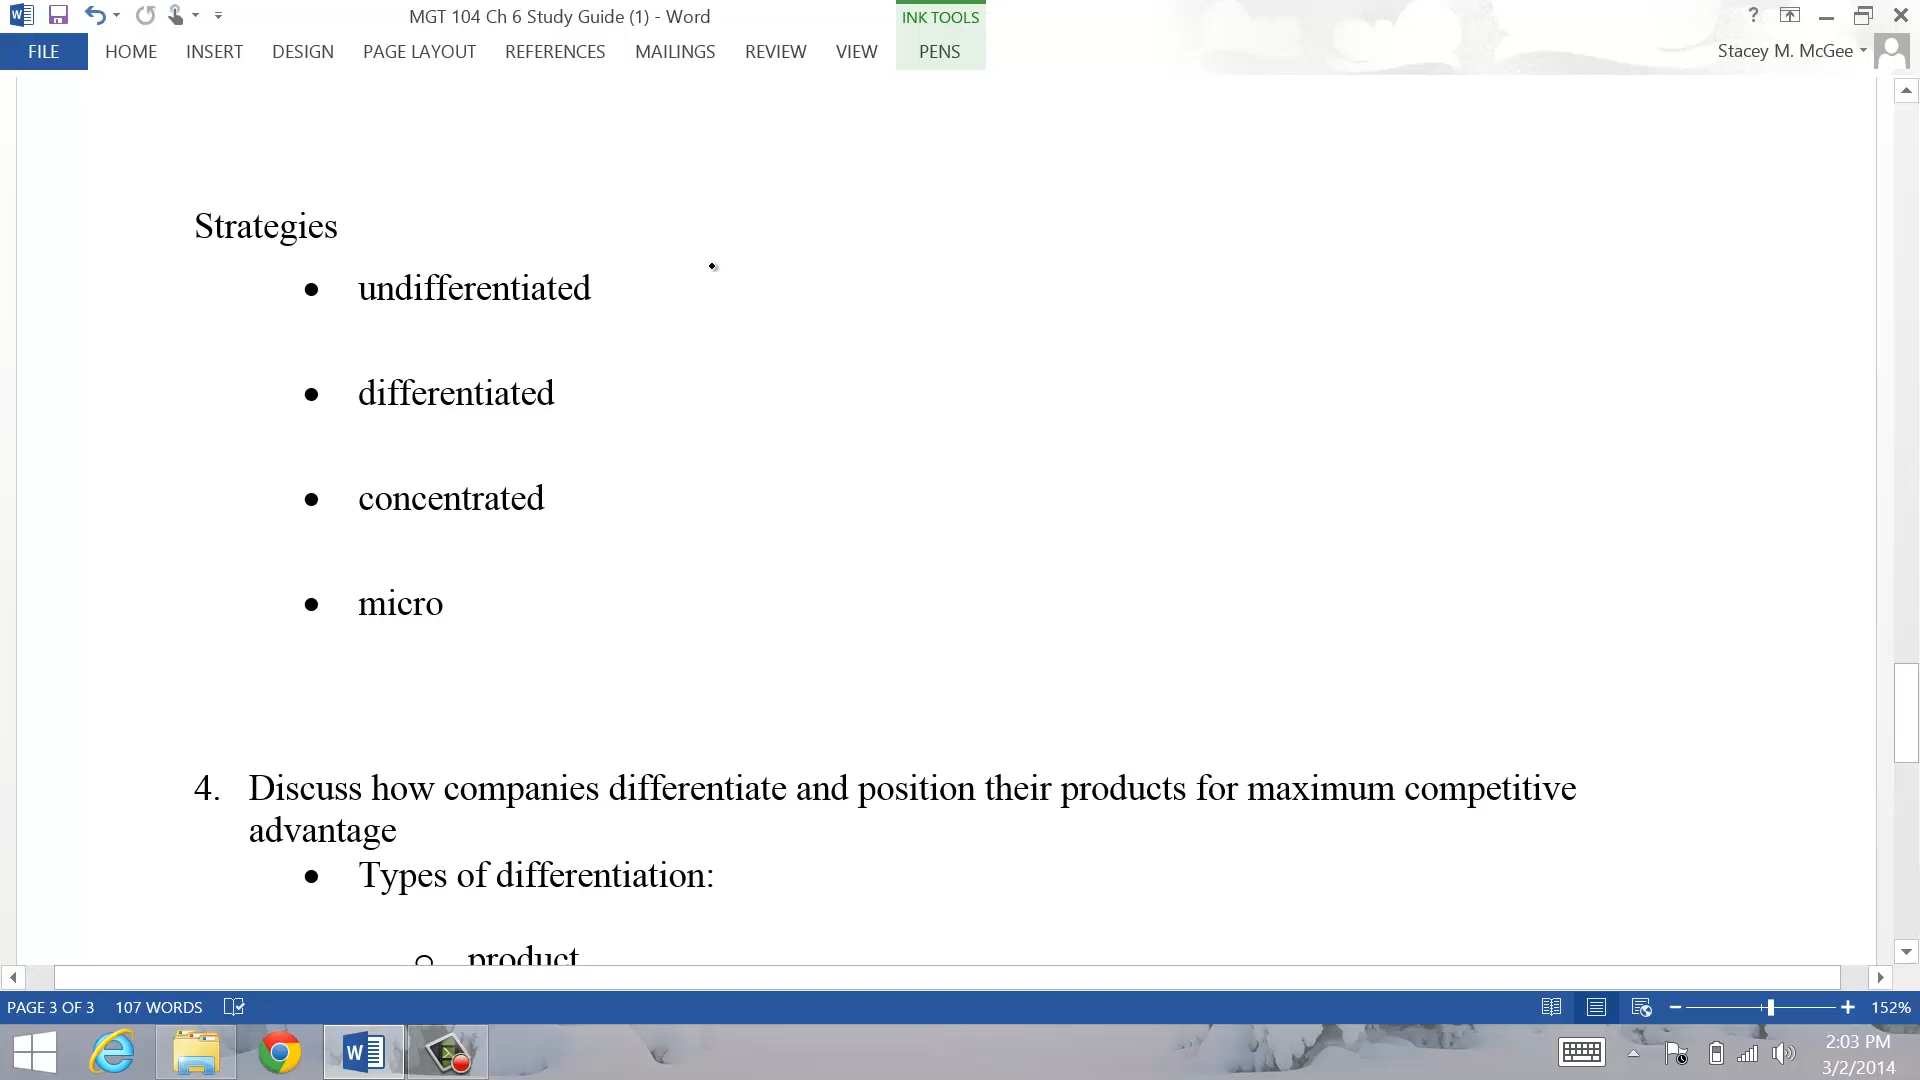 MGT 104 Ch 6 Study Guide (1) - Word
INK TOOLS
?
FILE HOME INSERT DESIGN PAGE LAYOUT REFERENCES MAILINGS REVIEW VIEW PENS
Stacey M. McGee
Strategies
• undifferentiated
• differentiated
• concentrated
• micro
4. Discuss how companies differentiate and position their products for maximum competitive
advantage
• Types of differentiation:
o product
PAGE 3 OF 3 107 WORDS
152%
2:03 PM
3/2/2014